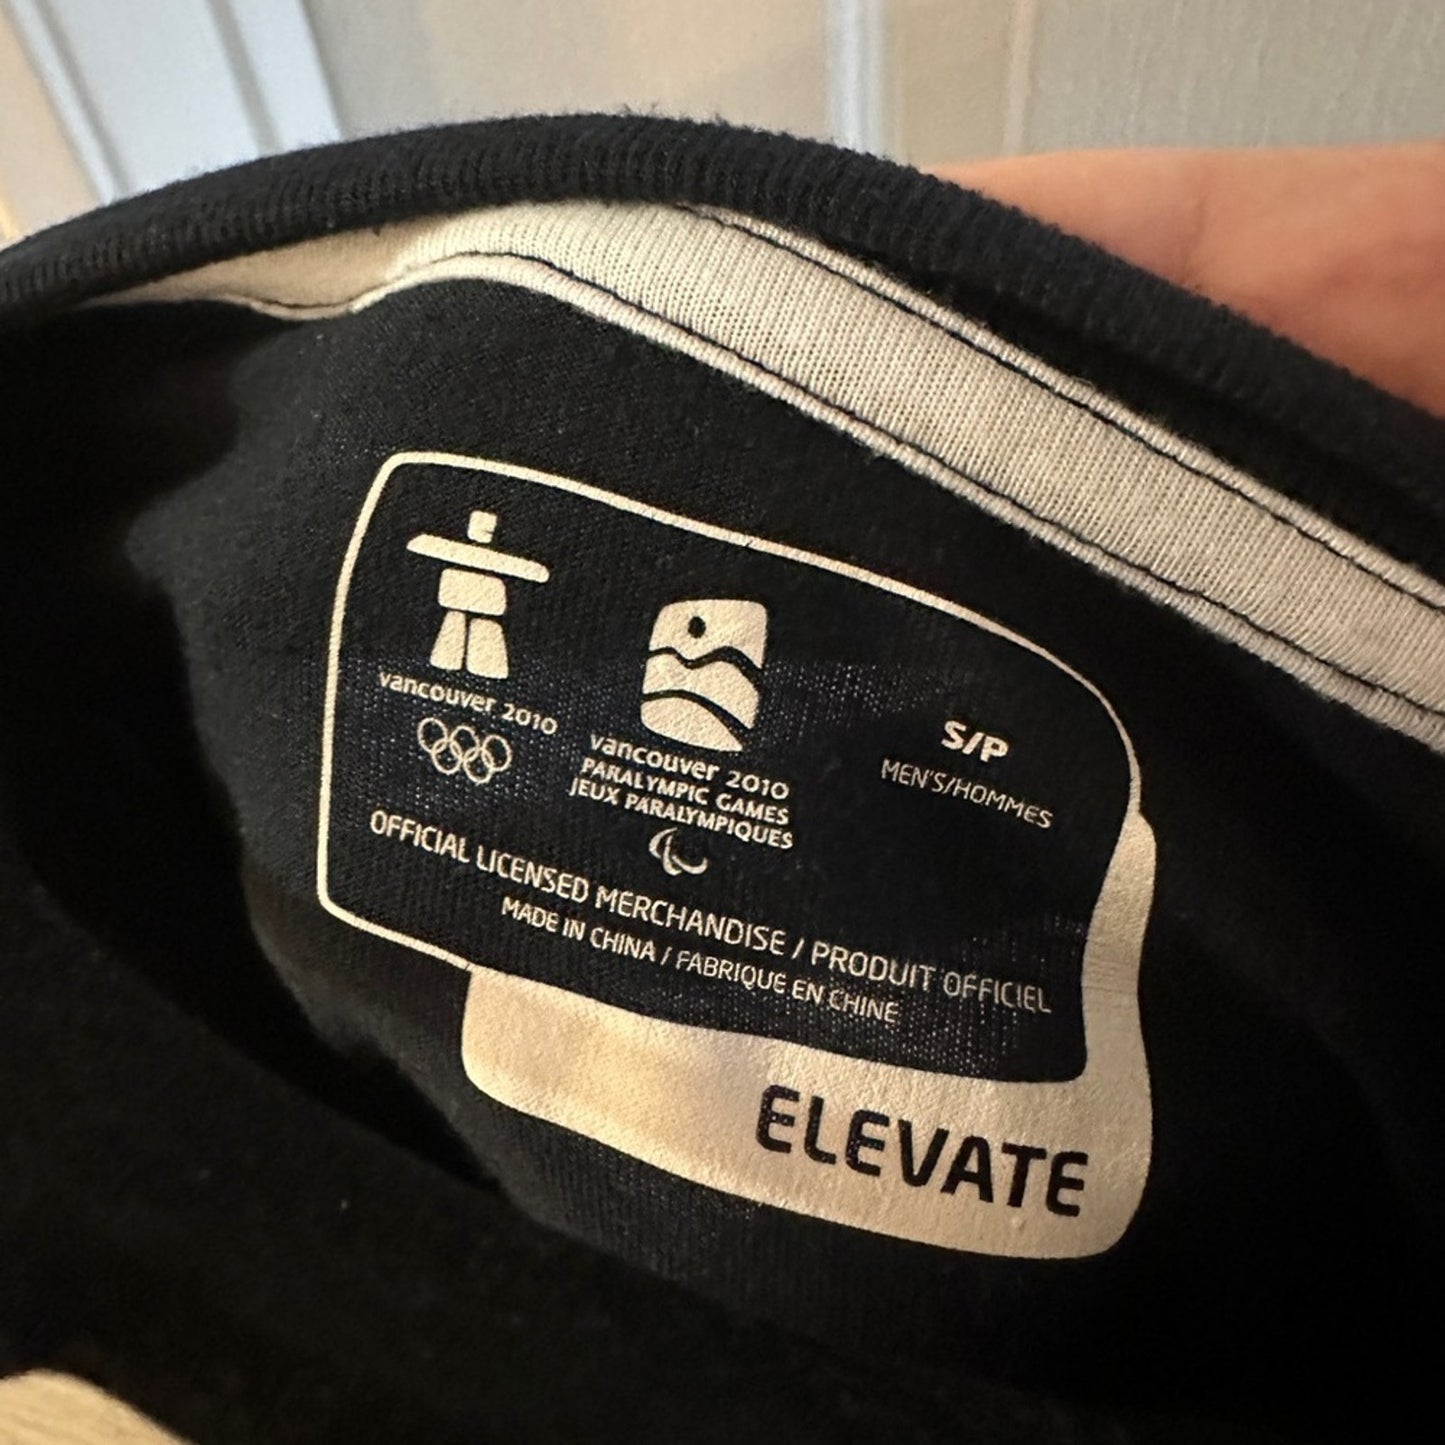 vancouver 2010
vancouver 2010
PARALYMPIC GAMES
JEUX PARALYMPIQUES
S/P
MEN'S/HOMMES
OFFICIAL LICENSED MERCHANDISE / PRODUIT OFFICIEL
MADE IN CHINA / FABRIQUE EN CHINE
ELEVATE